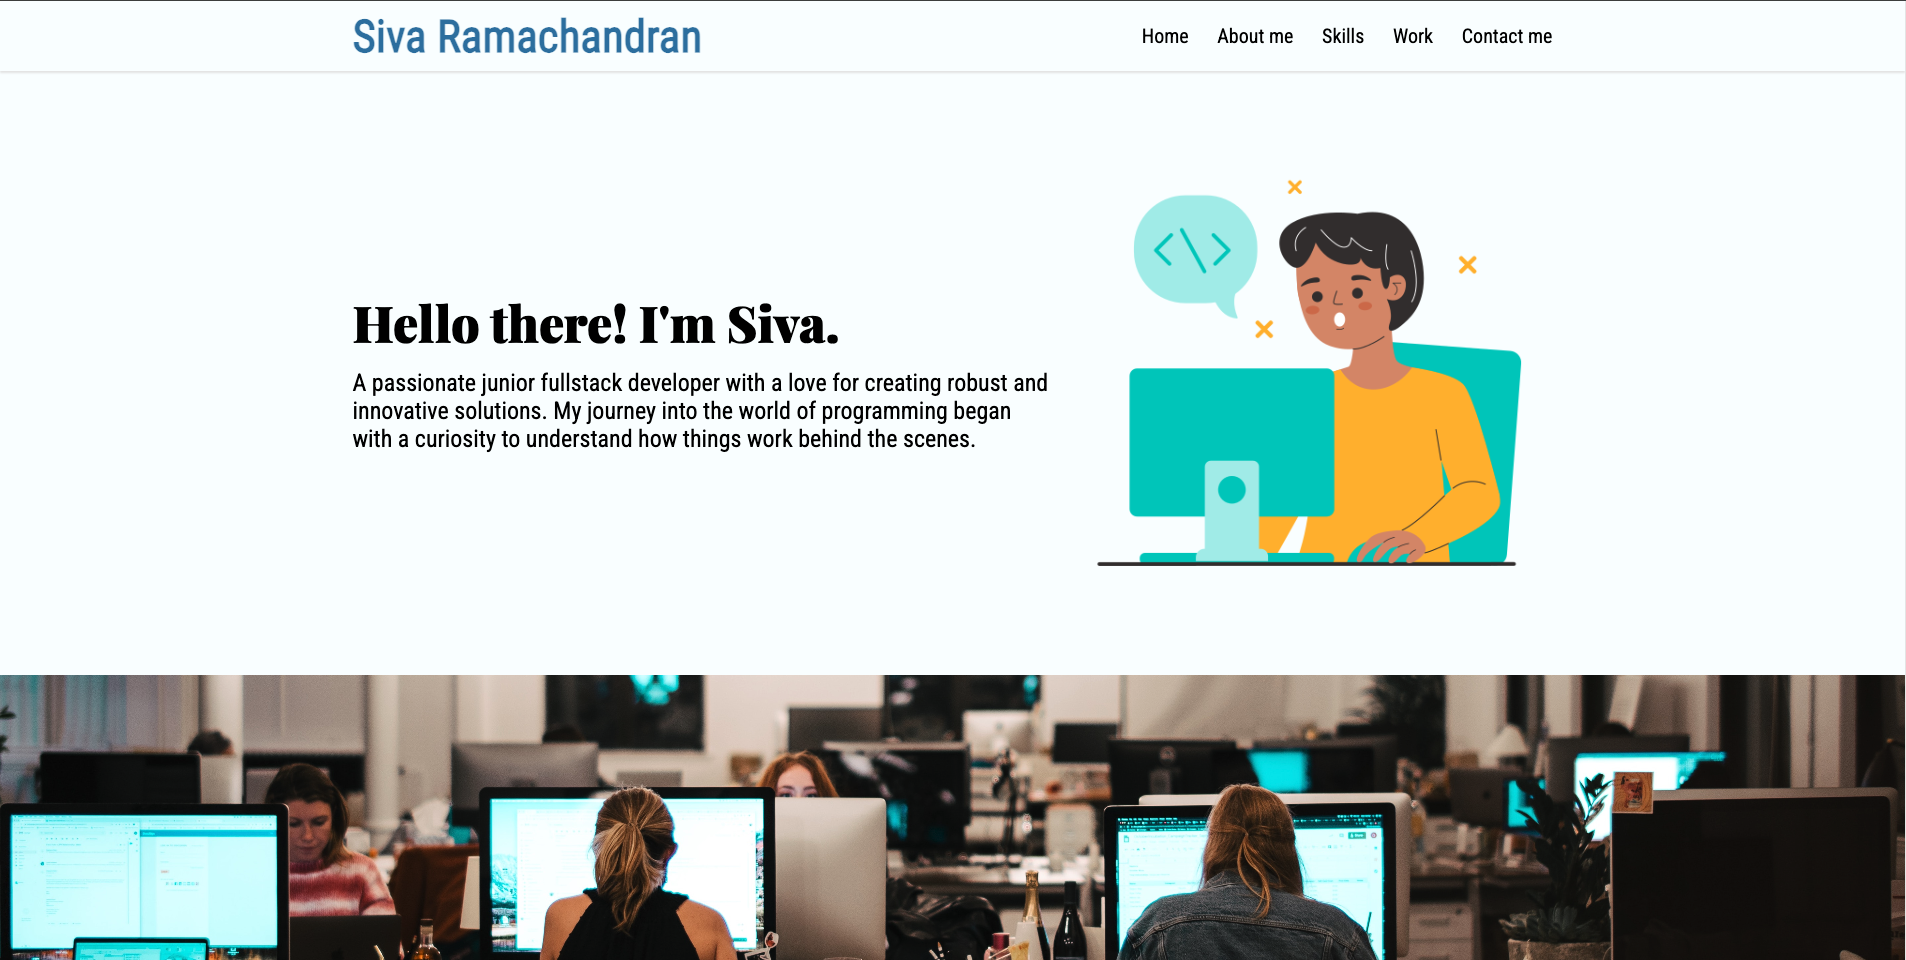 Siva Ramachandran
Home About me Skills Work Contact me
<\>
Hello there! I'm Siva.
A passionate junior fullstack developer with a love for creating robust and
innovative solutions. My journey into the world of programming began
with a curiosity to understand how things work behind the scenes.